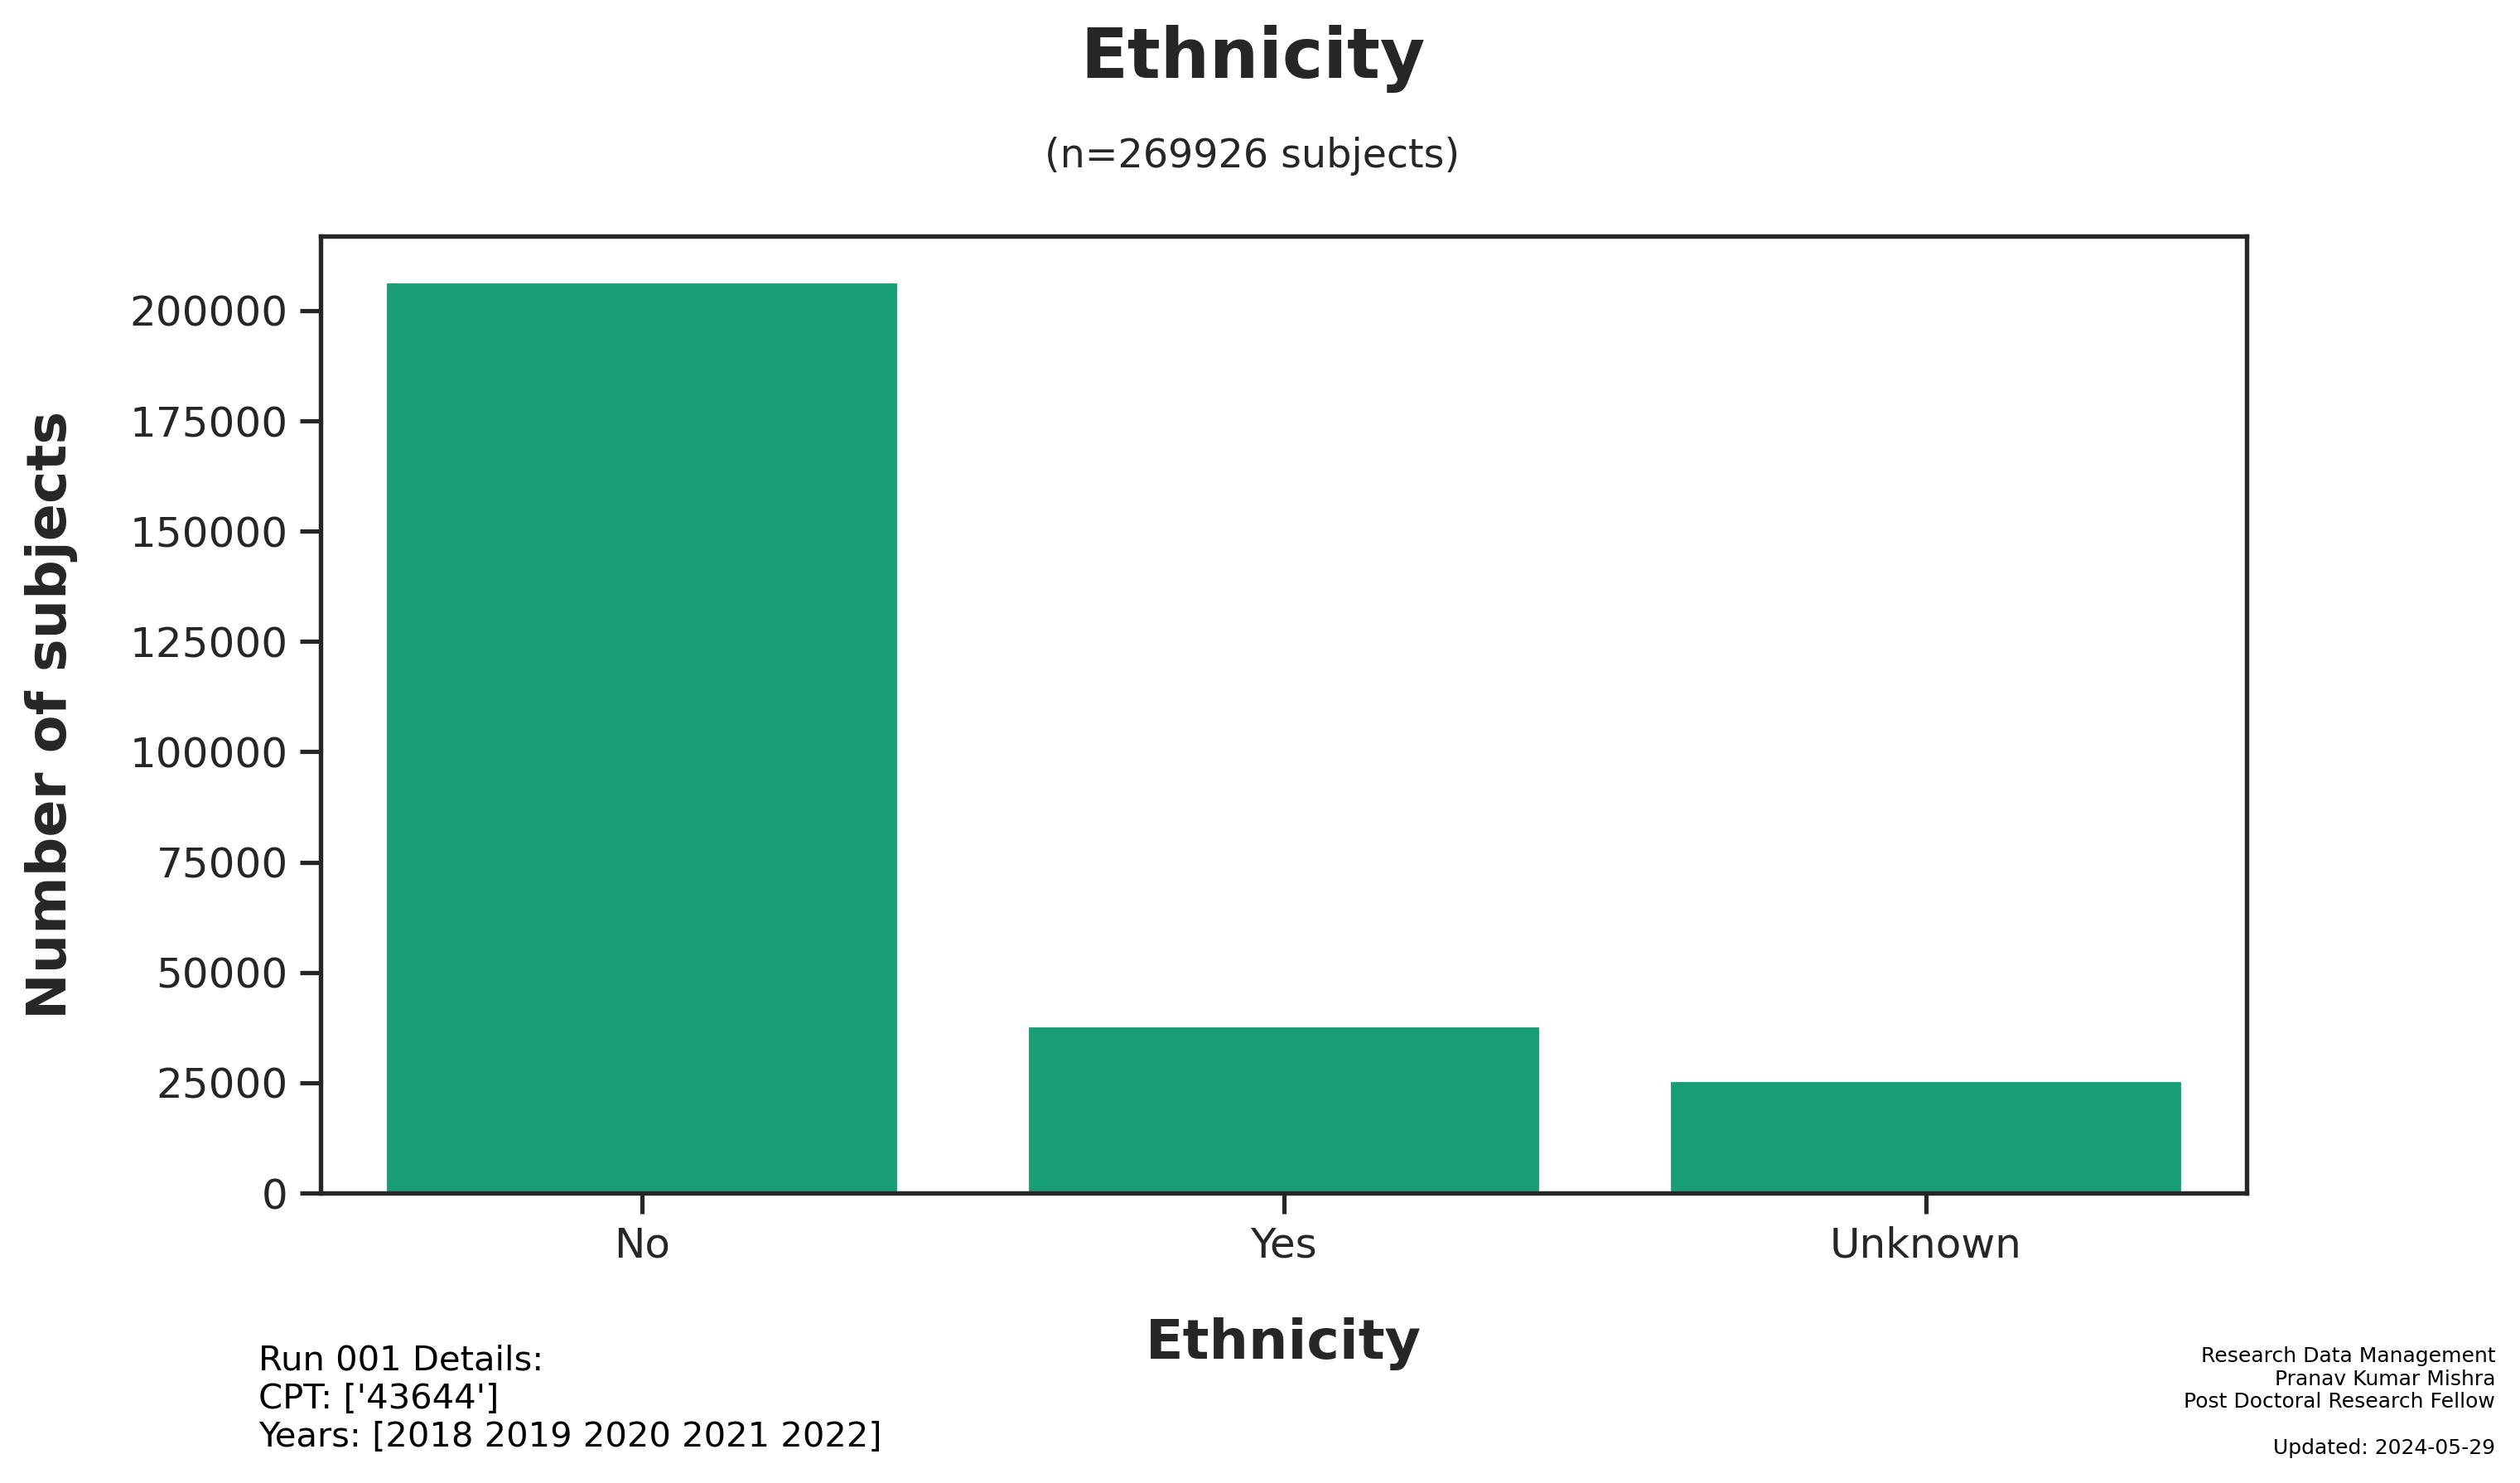 Ethnicity
(n=269926 subjects)
Number of subjects
200000
175000
150000
125000
100000
75000
50000
25000
0
No
Yes
Unknown
Ethnicity
Run 001 Details:
CPT: ['43644']
Years: [2018 2019 2020 2021 2022]
Research Data Management
Pranav Kumar Mishra
Post Doctoral Research Fellow
Updated: 2024-05-29